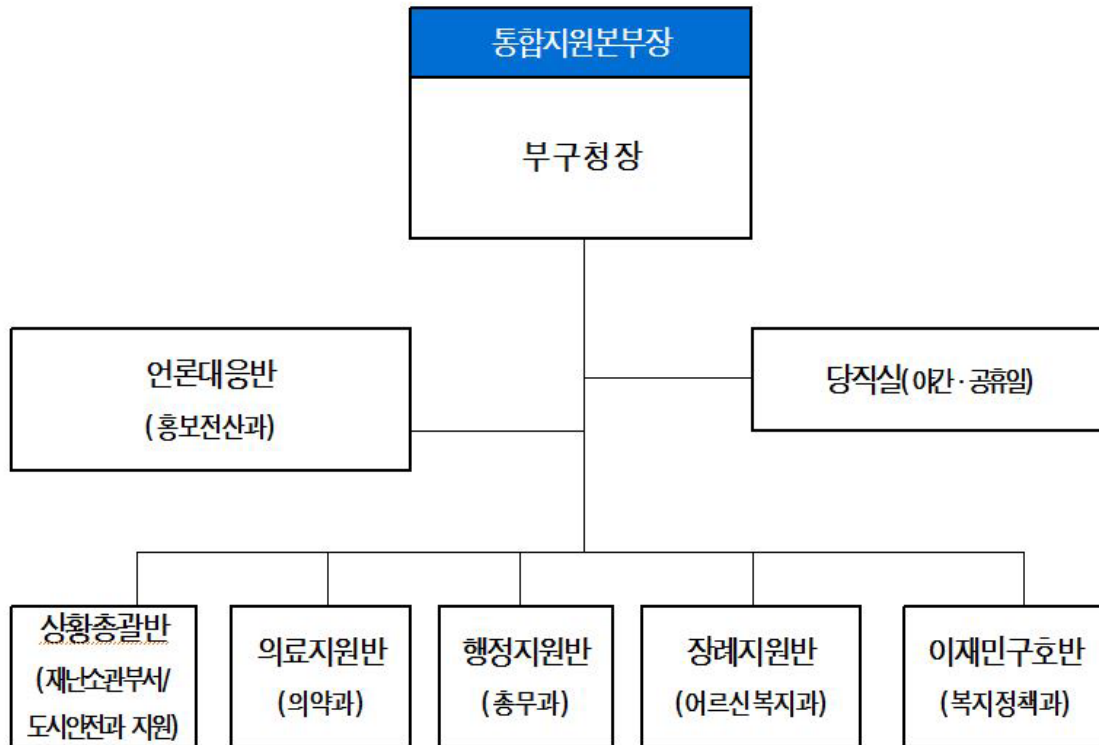 통합지원본부장
부구청장
언론대응반
(홍보전산과)
당직실(야간·공휴일)
상황총괄반
(재난소관부서/
도시안전과 지원)
의료지원반
(의약과)
행정지원반
(총무과)
장례지원반
(어르신복지과)
이재민구호반
(복지정책과)